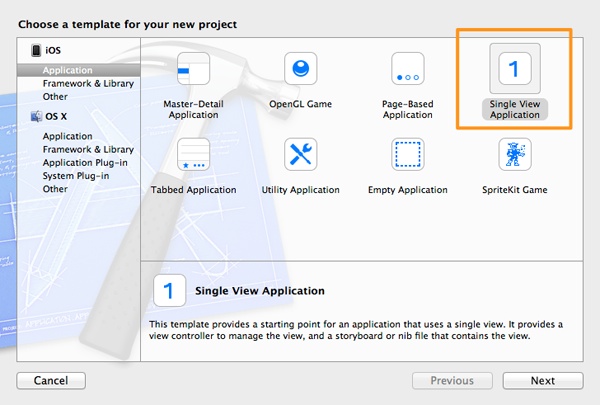 Choose a template for your new project
iOS
Application
Framework & Library
Other
OS X
Application
Framework & Library
Application Plug-in
System Plug-in
Other
Master-Detail
Application
OpenGL Game
Page-Based
Application
1
Single View
Application
Tabbed Application
Utility Application
Empty Application
SpriteKit Game
1
Single View Application
This template provides a starting point for an application that uses a single view. It provides a
view controller to manage the view, and a storyboard or nib file that contains the view.
Cancel
Previous
Next